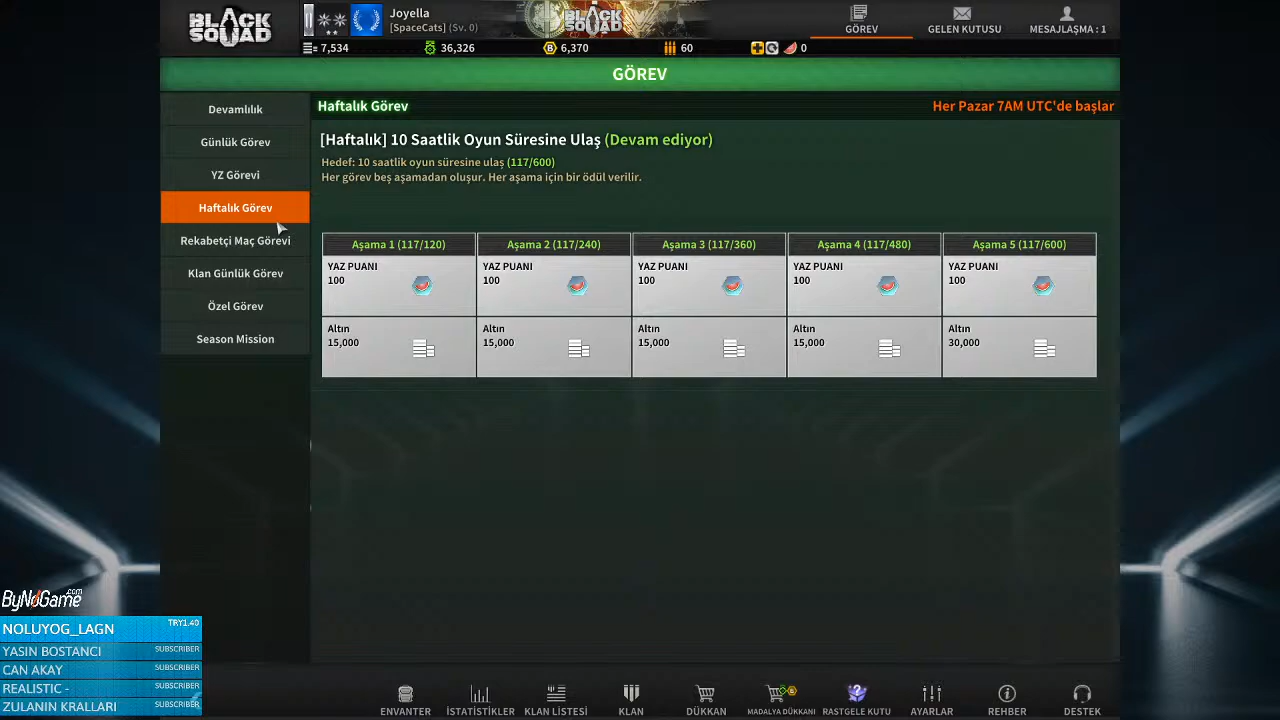 BLACK SQUAD
Joyella
[SpaceCats] (Sv. 0)
BLACK SQUAD
GÖREV
GELEN KUTUSU
MESAJLAŞMA : 1
7,534
36,326
6,370
60
0
GÖREV
Devamlılık
Günlük Görev
YZ Görevi
Haftalık Görev
Rekabetçi Maç Görevi
Klan Günlük Görev
Özel Görev
Season Mission
Haftalık Görev
Her Pazar 7AM UTC'de başlar
[Haftalık] 10 Saatlik Oyun Süresine Ulaş (Devam ediyor)
Hedef: 10 saatlik oyun süresine ulaş (117/600)
Her görev beş aşamadan oluşur. Her aşama için bir ödül verilir.
Aşama 1 (117/120)
Aşama 2 (117/240)
Aşama 3 (117/360)
Aşama 4 (117/480)
Aşama 5 (117/600)
YAZ PUANI
100
YAZ PUANI
100
YAZ PUANI
100
YAZ PUANI
100
YAZ PUANI
100
Altın
15,000
Altın
15,000
Altın
15,000
Altın
15,000
Altın
30,000
ByNoGame.com
NOLUYOG_LAGN TRY1.40
YASIN BOSTANCI SUBSCRIBER
CAN AKAY SUBSCRIBER
REALISTIC - SUBSCRIBER
ZULANIN KRALLARI SUBSCRIBER
ENVANTER
İSTATİSTİKLER
KLAN LİSTESİ
KLAN
DÜKKAN
MADALYA DÜKKANI
RASTGELE KUTU
AYARLAR
REHBER
DESTEK